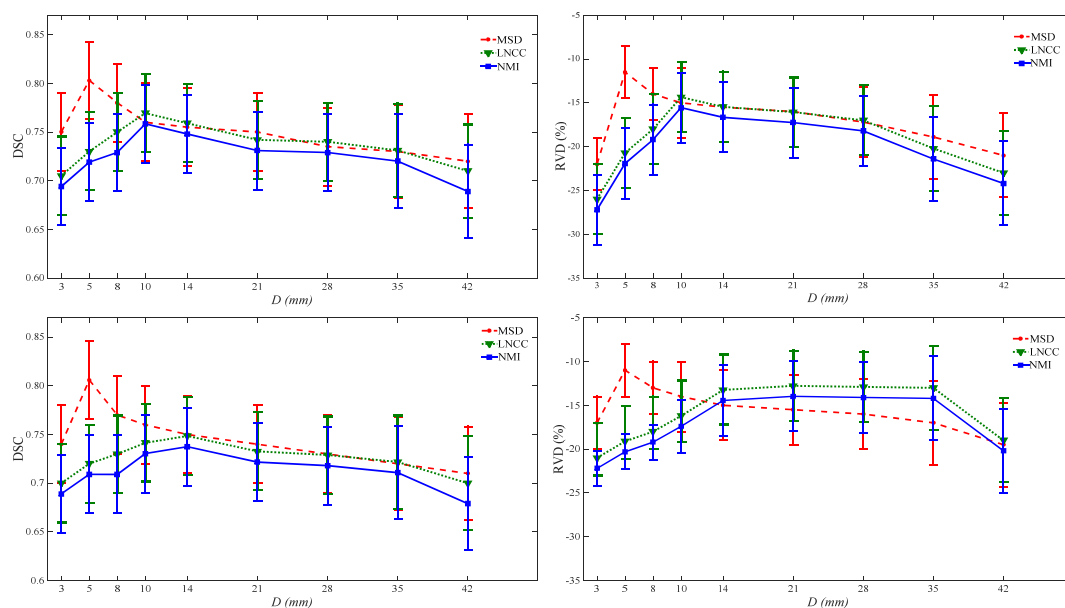 0.85
0.80
0.75
0.70
0.65
0.60
DSC
3 5 8 10 14 21 28 35 42
D (mm)
MSD
LNCC
NMI
-5
-10
-15
-20
-25
-30
-35
RVD (%)
3 5 8 10 14 21 28 35 42
D (mm)
MSD
LNCC
NMI
0.85
0.8
0.75
0.7
0.65
0.6
DSC
3 5 8 10 14 21 28 35 42
D (mm)
MSD
LNCC
NMI
-5
-10
-15
-20
-25
-30
-35
RVD (%)
3 5 8 10 14 21 28 35 42
D (mm)
MSD
LNCC
NMI